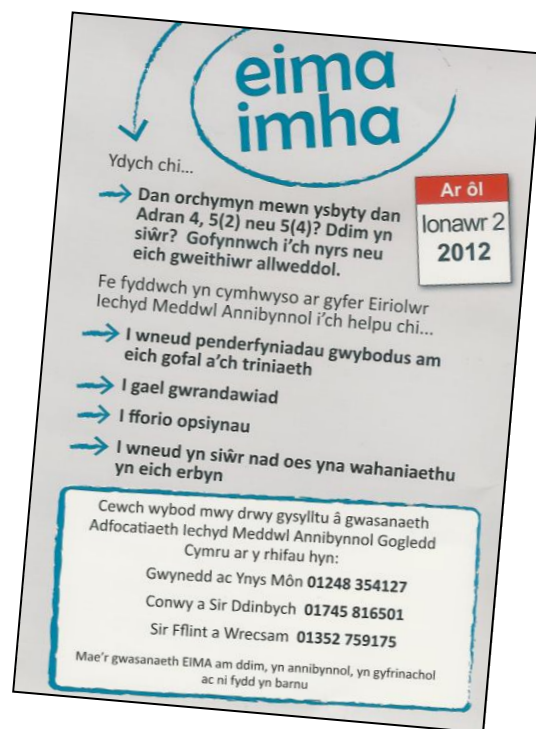 eima
imha
Ydych chi...
Dan orchymyn mewn ysbyty dan
Adran 4, 5(2) neu 5(4)? Ddim yn
siŵr? Gofynnwch i'ch nyrs neu
eich gweithiwr allweddol.
Ar ôl
Ionawr 2
2012
Fe fyddwch yn cymhwyso ar gyfer Eiriolwr
Iechyd Meddwl Annibynnol i'ch helpu chi...
I wneud penderfyniadau gwybodus am
eich gofal a'ch triniaeth
I gael gwrandawiad
I fforio opsiynau
I wneud yn siŵr nad oes yna wahaniaethu
yn eich erbyn
Cewch wybod mwy drwy gysylltu â gwasanaeth
Adfocatiaeth Iechyd Meddwl Annibynnol Gogledd
Cymru ar y rhifau hyn:
Gwynedd ac Ynys Môn 01248 354127
Conwy a Sir Ddinbych 01745 816501
Sir Fflint a Wrecsam 01352 759175
Mae'r gwasanaeth EIMA am ddim, yn annibynnol, yn gyfrinachol
ac ni fydd yn barnu